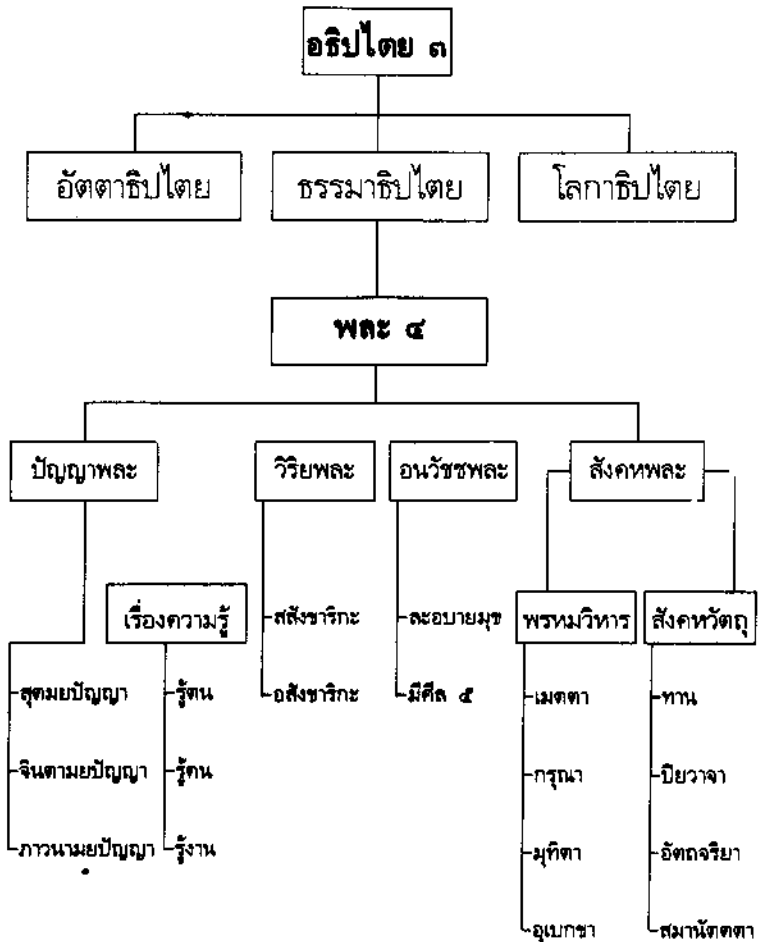 อธิปไตย ๓
อัตตาธิปไตย
ธรรมาธิปไตย
โลกาธิปไตย
พละ ๔
ปัญญาพละ
วิริยพละ
อนวัชชพละ
สังคหพละ
เรื่องความรู้
สุตมยปัญญา
จินตามยปัญญา
ภาวนามยปัญญา
รู้ตน
รู้ตน
รู้งาน
สสังขาริกะ
อสังขาริกะ
ละอบายมุข
มีศีล ๕
พรหมวิหาร
สังคหวัตถุ
เมตตา
กรุณา
มุทิตา
อุเบกขา
ทาน
ปิยวาจา
อัตถจริยา
สมานัตตตา